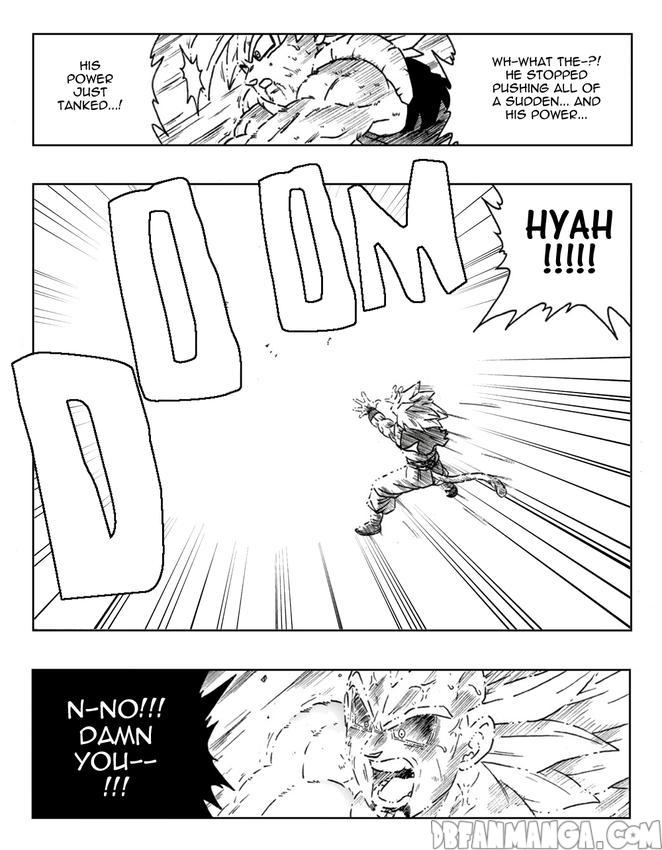 WH-WHAT THE-?!
HE STOPPED
PUSHING ALL OF
A SUDDEN... AND
HIS POWER...
HIS
POWER
JUST
TANKED...!
HYAH
!!!!!
DOOM
N-NO!!!
DAMN
YOU--
!!!
DBFANMANGA.COM